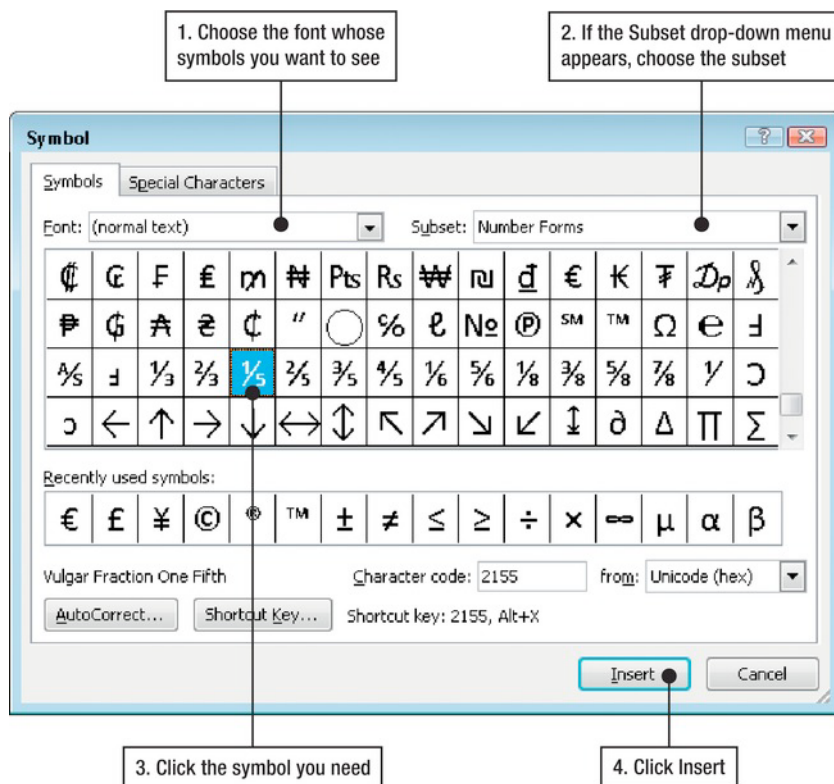 1. Choose the font whose
symbols you want to see
2. If the Subset drop-down menu
appears, choose the subset
Symbol
Symbols Special Characters
Font: (normal text) Subset: Number Forms
₡ ₢ ₣ ₤ ₥ ₦ Pts Rs ₩ ₪ ₫ € ₭ ₮ ₯ ₰
₱ ₲ ₳ ₴ ₵ ″ ◯ ℅ ℓ № ℗ ℠ ™ Ω ℮ Ⅎ
⅍ ⅎ ⅓ ⅔ ⅕ ⅖ ⅗ ⅘ ⅙ ⅚ ⅛ ⅜ ⅝ ⅞ ⅟ Ↄ
ↄ ← ↑ → ↓ ↔ ↕ ↖ ↗ ↘ ↙ ↨ ∂ ∆ ∏ ∑
Recently used symbols:
€ £ ¥ © ® ™ ± ≠ ≤ ≥ ÷ × ∞ µ α β
Vulgar Fraction One Fifth Character code: 2155 from: Unicode (hex)
AutoCorrect... Shortcut Key... Shortcut key: 2155, Alt+X
Insert Cancel
3. Click the symbol you need
4. Click Insert